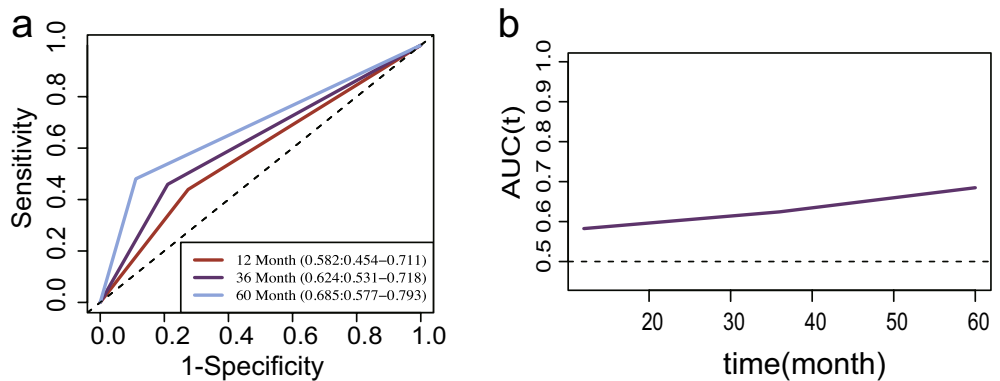 a
1.0
0.8
0.6
0.4
0.2
0.0
Sensitivity
12 Month (0.582:0.454−0.711)
36 Month (0.624:0.531−0.718)
60 Month (0.685:0.577−0.793)
0.0 0.2 0.4 0.6 0.8 1.0
1-Specificity
b
1.0
0.9
0.8
0.7
0.6
0.5
AUC(t)
20 30 40 50 60
time(month)